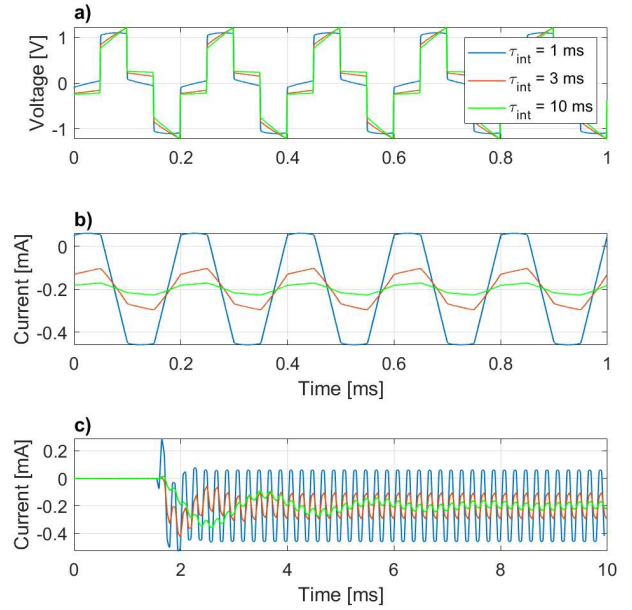 a)
Voltage [V]
1
0
-1
0 0.2 0.4 0.6 0.8 1
τint = 1 ms
τint = 3 ms
τint = 10 ms
b)
Current [mA]
0
-0.2
-0.4
0 0.2 0.4 0.6 0.8 1
Time [ms]
c)
Current [mA]
0.2
0
-0.2
-0.4
0 2 4 6 8 10
Time [ms]